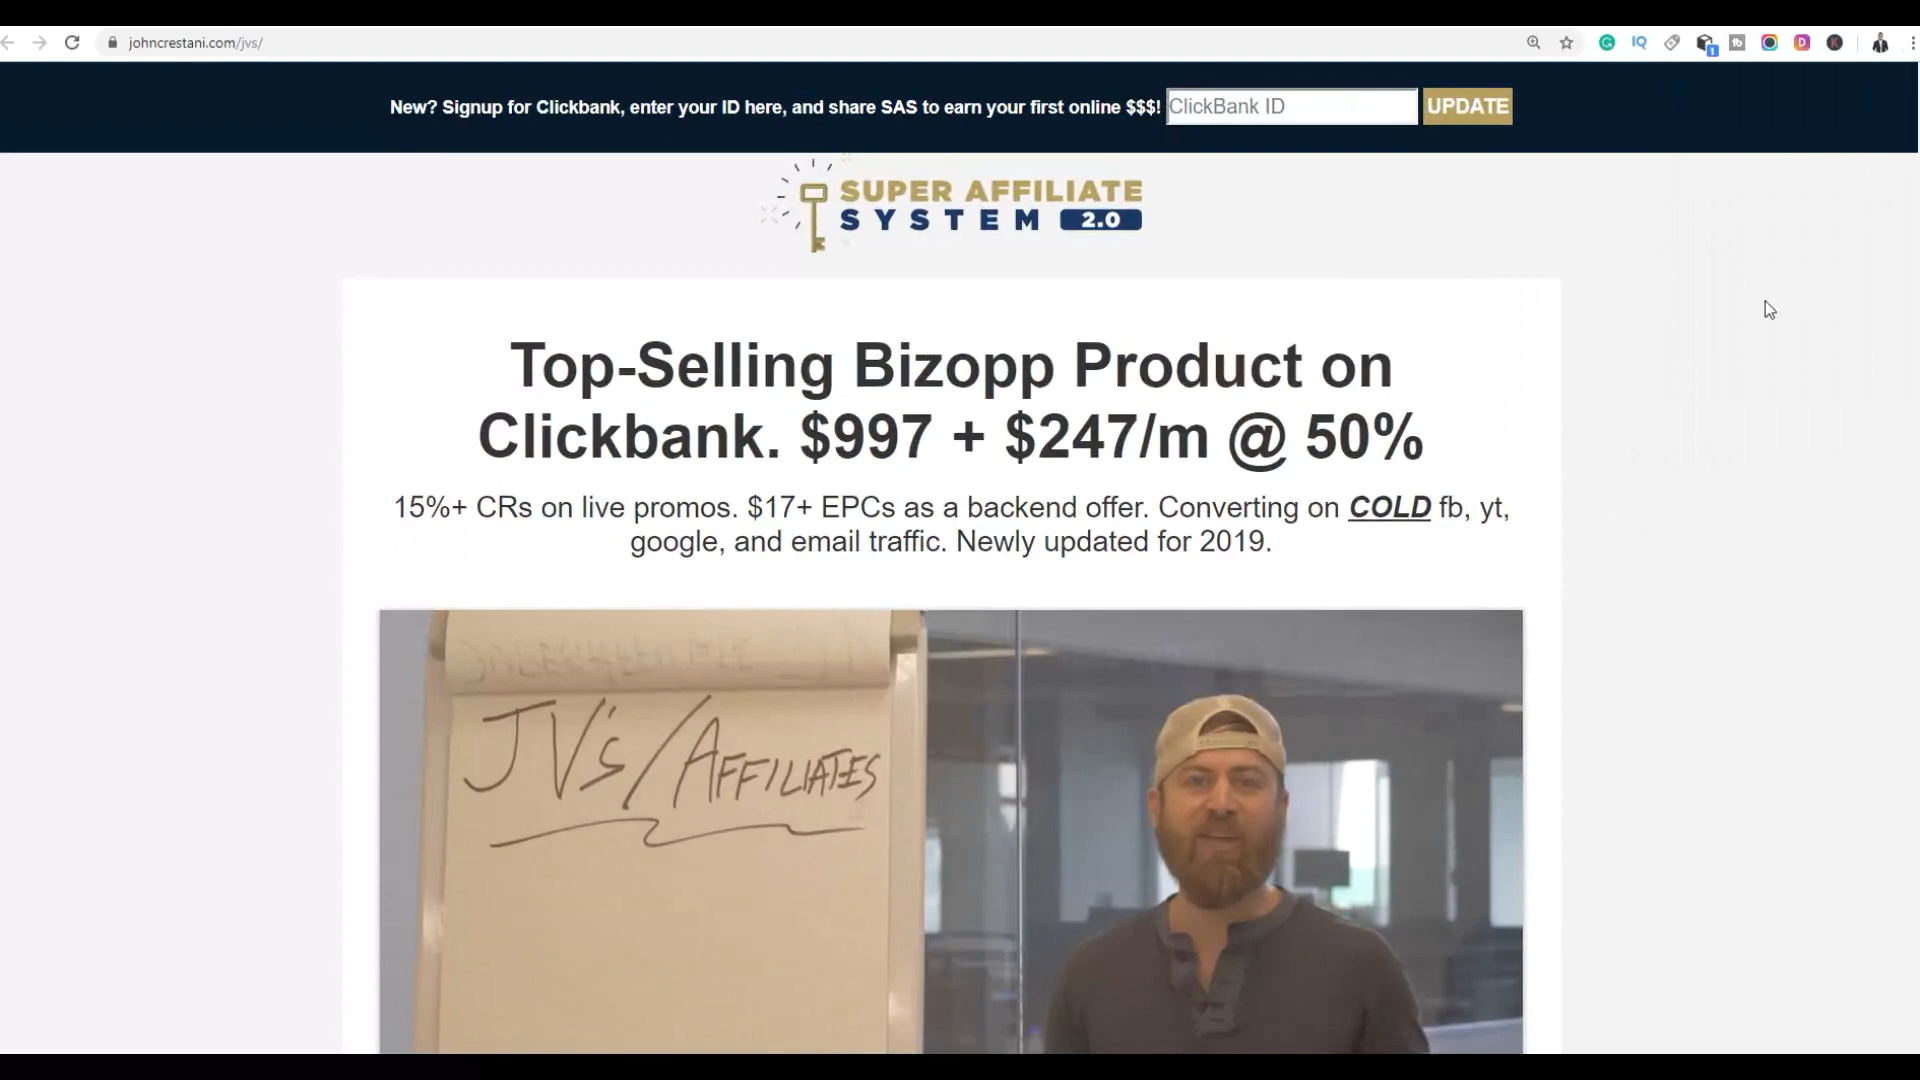 johncrestani.com/jvs/
New? Signup for Clickbank, enter your ID here, and share SAS to earn your first online $$$! ClickBank ID UPDATE
SUPER AFFILIATE
SYSTEM 2.0
Top-Selling Bizopp Product on
Clickbank. $997 + $247/m @ 50%
15%+ CRs on live promos. $17+ EPCs as a backend offer. Converting on COLD fb, yt,
google, and email traffic. Newly updated for 2019.
JV's/AFFILIATES